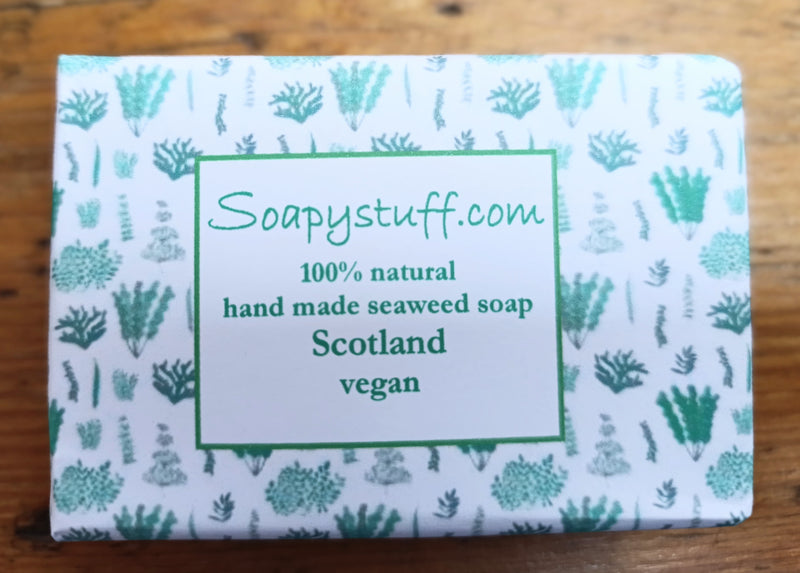 Soapystuff.com
100% natural
hand made seaweed soap
Scotland
vegan